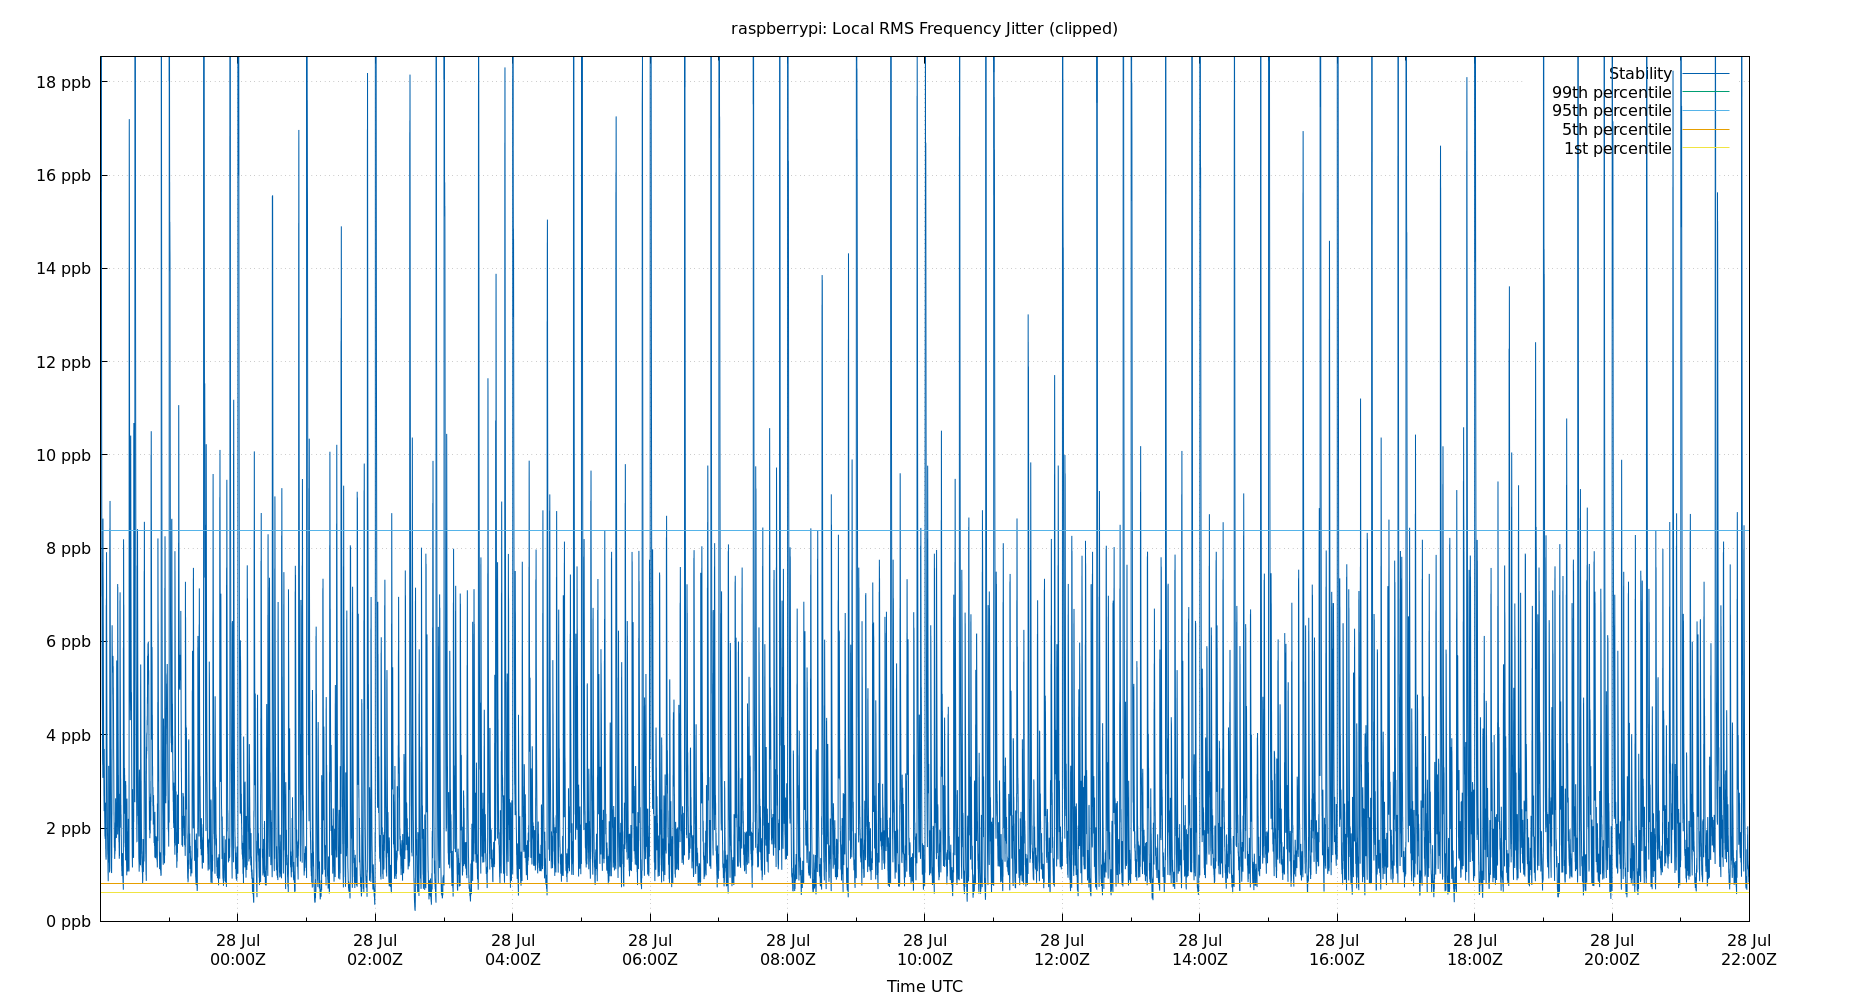 raspberrypi: Local RMS Frequency Jitter (clipped)
18 ppb
16 ppb
14 ppb
12 ppb
10 ppb
8 ppb
6 ppb
4 ppb
2 ppb
0 ppb
Stability
99th percentile
95th percentile
5th percentile
1st percentile
28 Jul 28 Jul 28 Jul 28 Jul 28 Jul 28 Jul 28 Jul 28 Jul 28 Jul 28 Jul 28 Jul 28 Jul
00:00Z 02:00Z 04:00Z 06:00Z 08:00Z 10:00Z 12:00Z 14:00Z 16:00Z 18:00Z 20:00Z 22:00Z
Time UTC